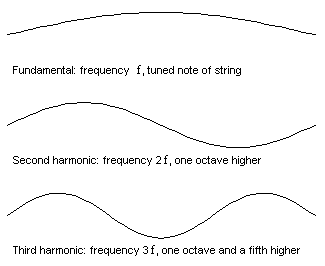 Fundamental: frequency f, tuned note of string
Second harmonic: frequency 2f, one octave higher
Third harmonic: frequency 3f, one octave and a fifth higher